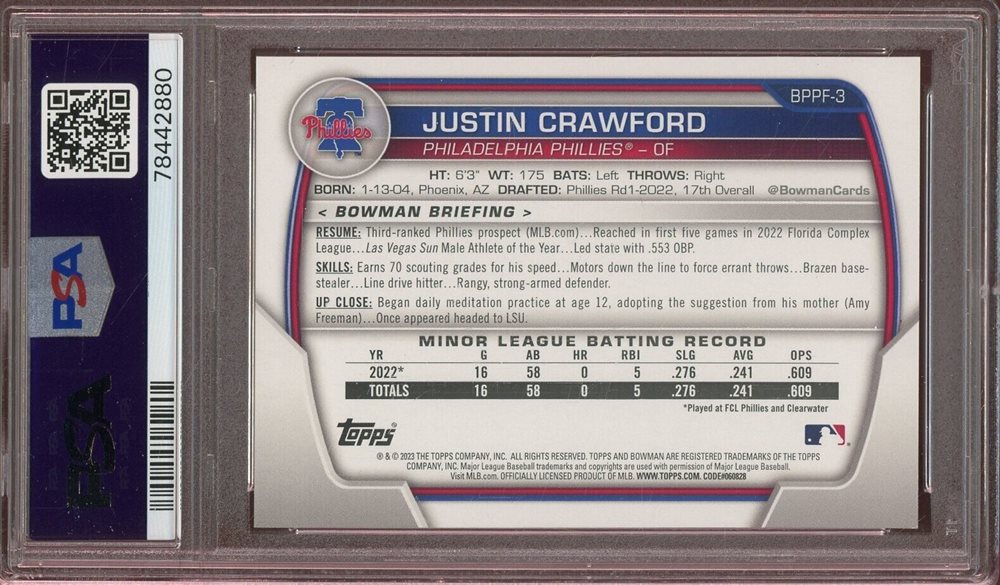 78442880
PSA
PSA
BPPF-3
Phillies
JUSTIN CRAWFORD
PHILADELPHIA PHILLIES® – OF
HT: 6'3" WT: 175 BATS: Left THROWS: Right
BORN: 1-13-04, Phoenix, AZ DRAFTED: Phillies Rd1-2022, 17th Overall @BowmanCards
< BOWMAN BRIEFING >
RESUME: Third-ranked Phillies prospect (MLB.com)...Reached in first five games in 2022 Florida Complex
League...Las Vegas Sun Male Athlete of the Year...Led state with .553 OBP.
SKILLS: Earns 70 scouting grades for his speed...Motors down the line to force errant throws...Brazen base-
stealer...Line drive hitter...Rangy, strong-armed defender.
UP CLOSE: Began daily meditation practice at age 12, adopting the suggestion from his mother (Amy
Freeman)...Once appeared headed to LSU.
MINOR LEAGUE BATTING RECORD
YR G AB HR RBI SLG AVG OPS
2022* 16 58 0 5 .276 .241 .609
TOTALS 16 58 0 5 .276 .241 .609
*Played at FCL Phillies and Clearwater
Topps
® & © 2023 THE TOPPS COMPANY, INC. ALL RIGHTS RESERVED. TOPPS AND BOWMAN ARE REGISTERED TRADEMARKS OF THE TOPPS
COMPANY, INC. Major League Baseball trademarks and copyrights are used with permission of Major League Baseball.
Visit MLB.com. OFFICIALLY LICENSED PRODUCT OF MLB. WWW.TOPPS.COM. CODE#060828